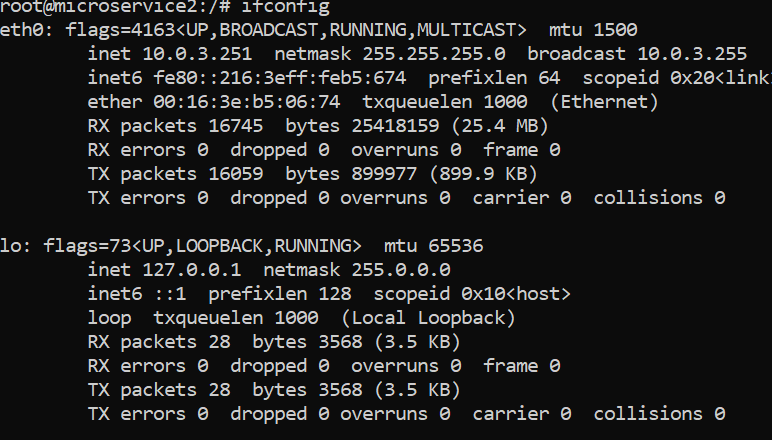 root@microservice2:/# ifconfig
eth0: flags=4163<UP,BROADCAST,RUNNING,MULTICAST>  mtu 1500
        inet 10.0.3.251  netmask 255.255.255.0  broadcast 10.0.3.255
        inet6 fe80::216:3eff:feb5:674  prefixlen 64  scopeid 0x20<link>
        ether 00:16:3e:b5:06:74  txqueuelen 1000  (Ethernet)
        RX packets 16745  bytes 25418159 (25.4 MB)
        RX errors 0  dropped 0  overruns 0  frame 0
        TX packets 16059  bytes 899977 (899.9 KB)
        TX errors 0  dropped 0 overruns 0  carrier 0  collisions 0

lo: flags=73<UP,LOOPBACK,RUNNING>  mtu 65536
        inet 127.0.0.1  netmask 255.0.0.0
        inet6 ::1  prefixlen 128  scopeid 0x10<host>
        loop  txqueuelen 1000  (Local Loopback)
        RX packets 28  bytes 3568 (3.5 KB)
        RX errors 0  dropped 0  overruns 0  frame 0
        TX packets 28  bytes 3568 (3.5 KB)
        TX errors 0  dropped 0 overruns 0  carrier 0  collisions 0